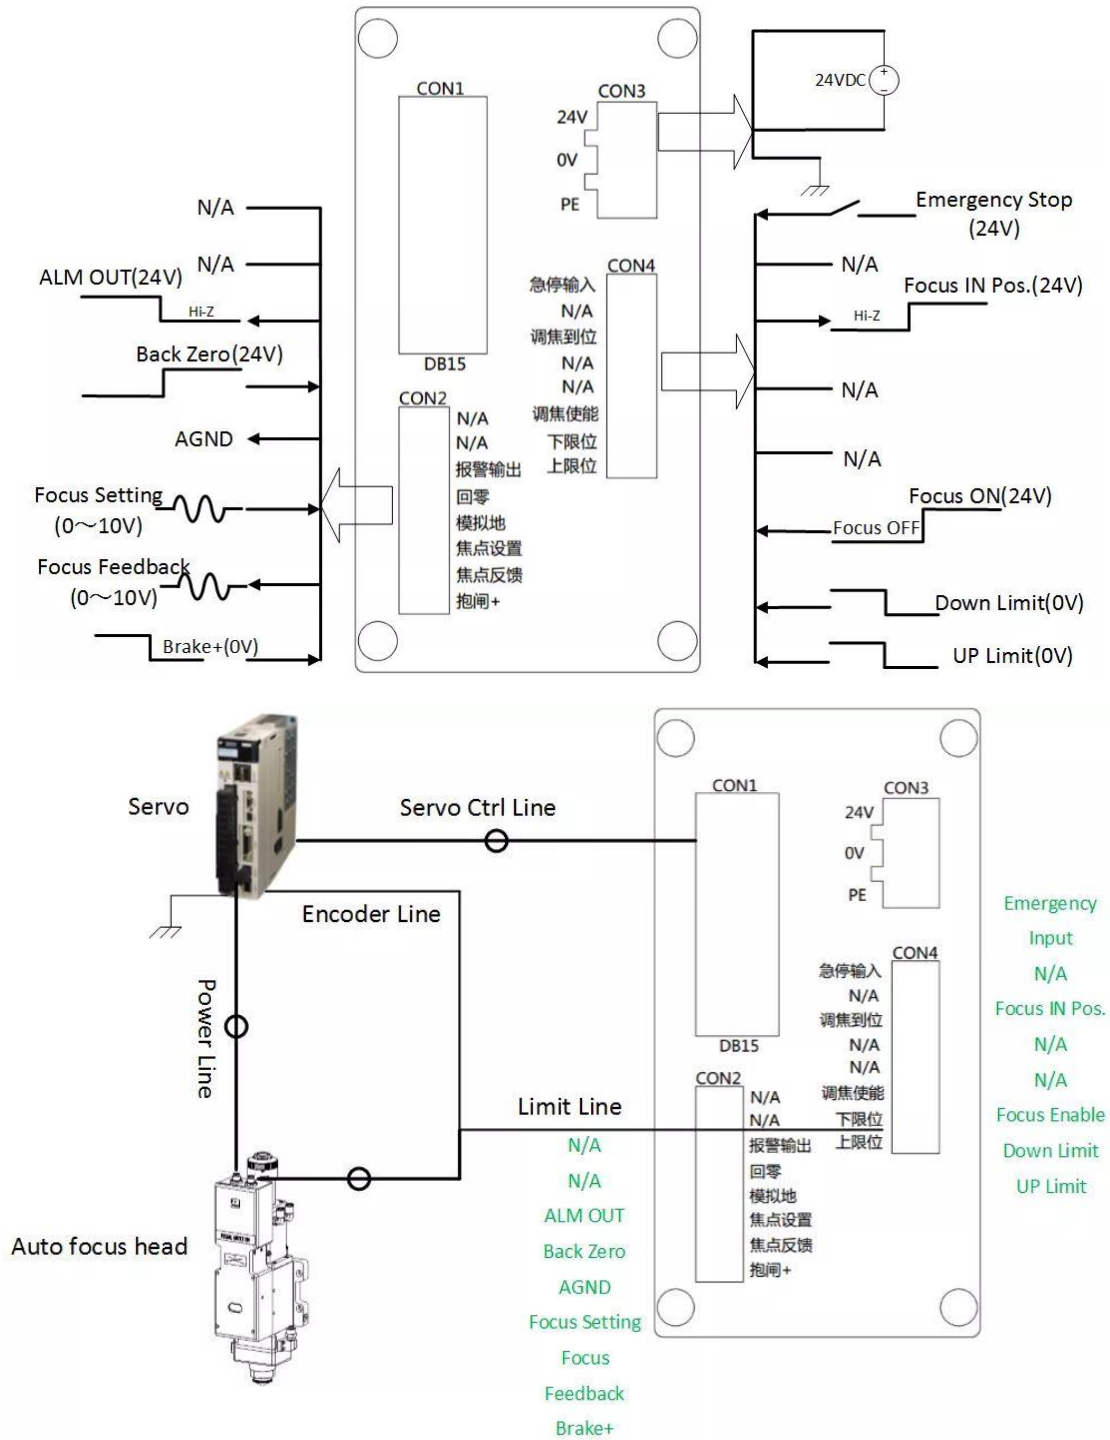 CON1
CON3
24V
0V
PE
24VDC
+
−
N/A
N/A
ALM OUT(24V)
Hi-Z
Back Zero(24V)
AGND
Focus Setting
(0～10V)
Focus Feedback
(0～10V)
Brake+(0V)
DB15
CON2
N/A
N/A
报警输出
回零
模拟地
焦点设置
焦点反馈
抱闸+
CON4
急停输入
N/A
调焦到位
N/A
N/A
调焦使能
下限位
上限位
Emergency Stop
(24V)
N/A
Focus IN Pos.(24V)
Hi-Z
N/A
N/A
Focus ON(24V)
Focus OFF
Down Limit(0V)
UP Limit(0V)
Servo
Servo Ctrl Line
Encoder Line
Power Line
Limit Line
Auto focus head
CON1
DB15
CON3
24V
0V
PE
CON4
急停输入
N/A
调焦到位
N/A
N/A
调焦使能
下限位
上限位
CON2
N/A
N/A
报警输出
回零
模拟地
焦点设置
焦点反馈
抱闸+
Emergency
Input
N/A
Focus IN Pos.
N/A
N/A
Focus Enable
Down Limit
UP Limit
N/A
N/A
ALM OUT
Back Zero
AGND
Focus Setting
Focus
Feedback
Brake+